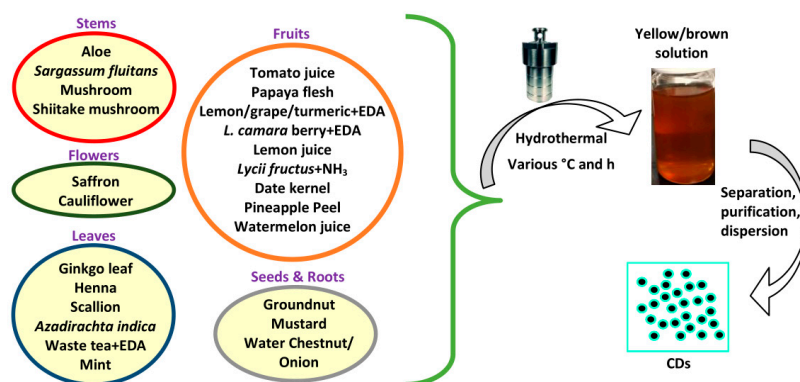 Stems
Aloe
Sargassum fluitans
Mushroom
Shiitake mushroom
Flowers
Saffron
Cauliflower
Leaves
Ginkgo leaf
Henna
Scallion
Azadirachta indica
Waste tea+EDA
Mint
Fruits
Tomato juice
Papaya flesh
Lemon/grape/turmeric+EDA
L. camara berry+EDA
Lemon juice
Lycii fructus+NH₃
Date kernel
Pineapple Peel
Watermelon juice
Seeds & Roots
Groundnut
Mustard
Water Chestnut/
Onion
Hydrothermal
Various °C and h
Yellow/brown
solution
Separation,
purification,
dispersion
CDs